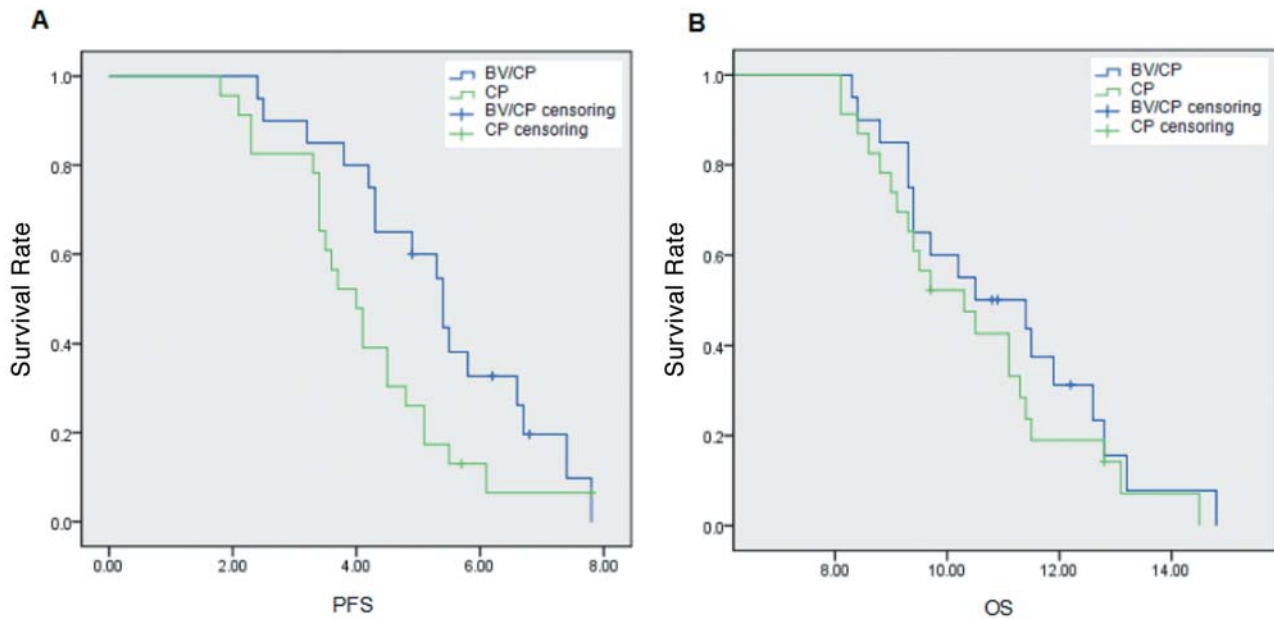 A
BV/CP
CP
BV/CP censoring
CP censoring
1.0
0.8
0.6
0.4
0.2
0.0
Survival Rate
0.00 2.00 4.00 6.00 8.00
PFS
B
BV/CP
CP
BV/CP censoring
CP censoring
1.0
0.8
0.6
0.4
0.2
0.0
Survival Rate
8.00 10.00 12.00 14.00
OS